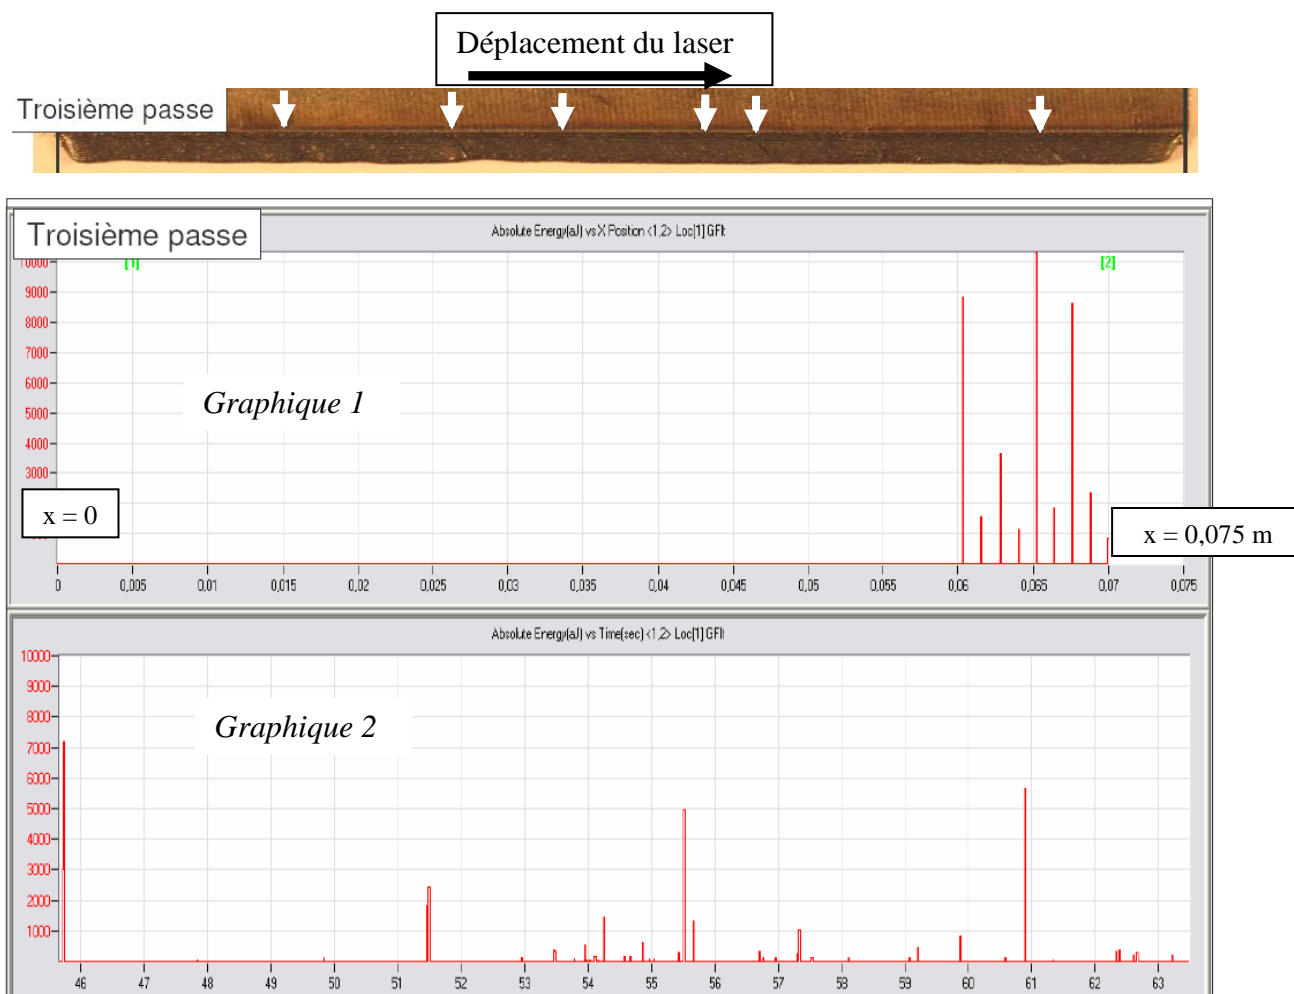 Déplacement du laser
Troisième passe
Troisième passe
Absolute Energy(aJ) vs X Position <1,2> Loc[1] GFlt
10000
[1]
[2]
9000
8000
7000
6000
5000
4000
3000
Graphique 1
x = 0
x = 0,075 m
0 0,005 0,01 0,015 0,02 0,025 0,03 0,035 0,04 0,045 0,05 0,055 0,06 0,065 0,07 0,075
Absolute Energy(aJ) vs Time(sec) <1,2> Loc[1] GFlt
10000
9000
8000
7000
6000
5000
4000
3000
2000
1000
Graphique 2
46 47 48 49 50 51 52 53 54 55 56 57 58 59 60 61 62 63